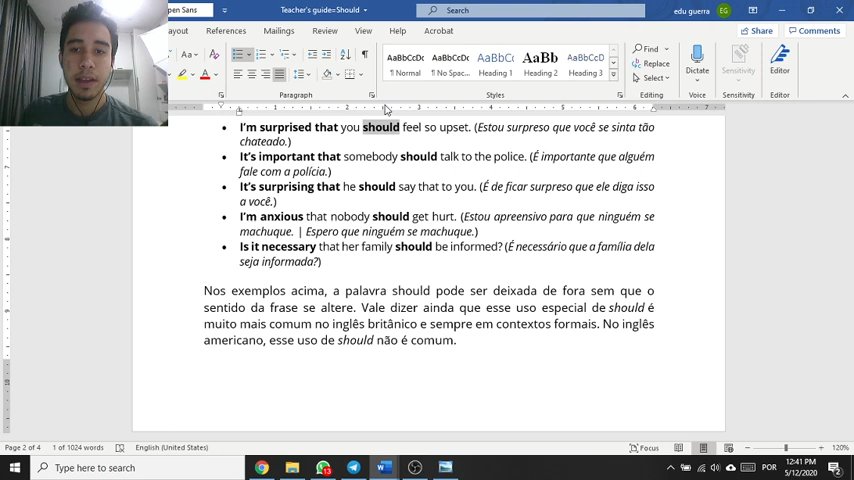 pen Sans
Teacher's guide=Should
Search
edu guerra
EG
ayout
References
Mailings
Review
View
Help
Acrobat
Share
Comments
Aa
A
AaBbCcDc
AaBbCcDc
AaBbCc
AaBb
AaBbCcD
¶ Normal
¶ No Spac...
Heading 1
Heading 2
Heading 3
Find
Replace
Select
Dictate
Sensitivity
Editor
Paragraph
Styles
Editing
Voice
Sensitivity
Editor
• I'm surprised that you should feel so upset. (Estou surpreso que você se sinta tão
chateado.)
• It's important that somebody should talk to the police. (É importante que alguém
fale com a polícia.)
• It's surprising that he should say that to you. (É de ficar surpreso que ele diga isso
a você.)
• I'm anxious that nobody should get hurt. (Estou apreensivo para que ninguém se
machuque. | Espero que ninguém se machuque.)
• Is it necessary that her family should be informed? (É necessário que a família dela
seja informada?)
Nos exemplos acima, a palavra should pode ser deixada de fora sem que o
sentido da frase se altere. Vale dizer ainda que esse uso especial de should é
muito mais comum no inglês britânico e sempre em contextos formais. No inglês
americano, esse uso de should não é comum.
Page 2 of 4
1 of 1024 words
English (United States)
Focus
120%
Type here to search
13
POR
12:41 PM
5/12/2020
2